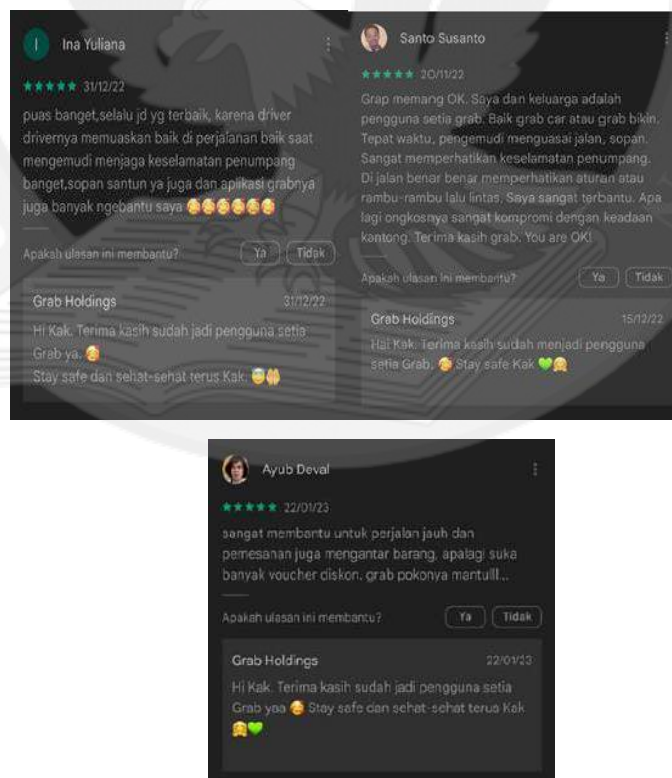 I
Ina Yuliana
31/12/22
puas banget,selalu jd yg terbaik, karena driver
drivernya memuaskan baik di perjalanan baik saat
mengemudi menjaga keselamatan penumpang
banget,sopan santun ya juga dan aplikasi grabnya
juga banyak ngebantu saya 🥰🥰🥰🥰🥰🥰
Apakah ulasan ini membantu?
Ya
Tidak
Grab Holdings
31/12/22
Hi Kak. Terima kasih sudah jadi pengguna setia
Grab ya. 🥰
Stay safe dan sehat-sehat terus Kak. 😇🤲
Santo Susanto
20/11/22
Grap memang OK. Saya dan keluarga adalah
pengguna setia grab. Baik grab car atau grab bikin.
Tepat waktu, pengemudi menguasai jalan, sopan.
Sangat memperhatikan keselamatan penumpang.
Di jalan benar benar memperhatikan aturan atau
rambu-rambu lalu lintas. Saya sangat terbantu. Apa
lagi ongkosnya sangat kompromi dengan keadaan
kantong. Terima kasih grab. You are OK!
Apakah ulasan ini membantu?
Ya
Tidak
Grab Holdings
15/12/22
Hai Kak. Terima kasih sudah menjadi pengguna
setia Grab. 🥰 Stay safe Kak 💚🤗
Ayub Deval
22/01/23
sangat membantu untuk perjalan jauh dan
pemesanan juga mengantar barang, apalagi suka
banyak voucher diskon. grab pokonya mantulll...
Apakah ulasan ini membantu?
Ya
Tidak
Grab Holdings
22/01/23
Hi Kak. Terima kasih sudah jadi pengguna setia
Grab yaa 🥰 Stay safe dan sehat-sehat terus Kak
🤗💚